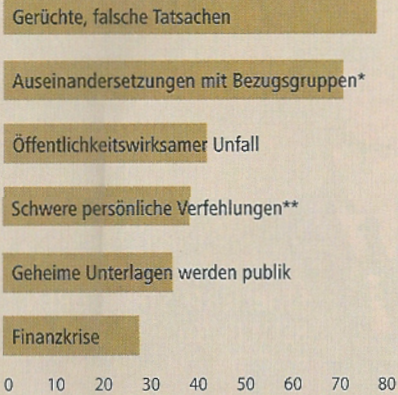 Gerüchte, falsche Tatsachen
Auseinandersetzungen mit Bezugsgruppen*
Öffentlichkeitswirksamer Unfall
Schwere persönliche Verfehlungen**
Geheime Unterlagen werden publik
Finanzkrise
0 10 20 30 40 50 60 70 80